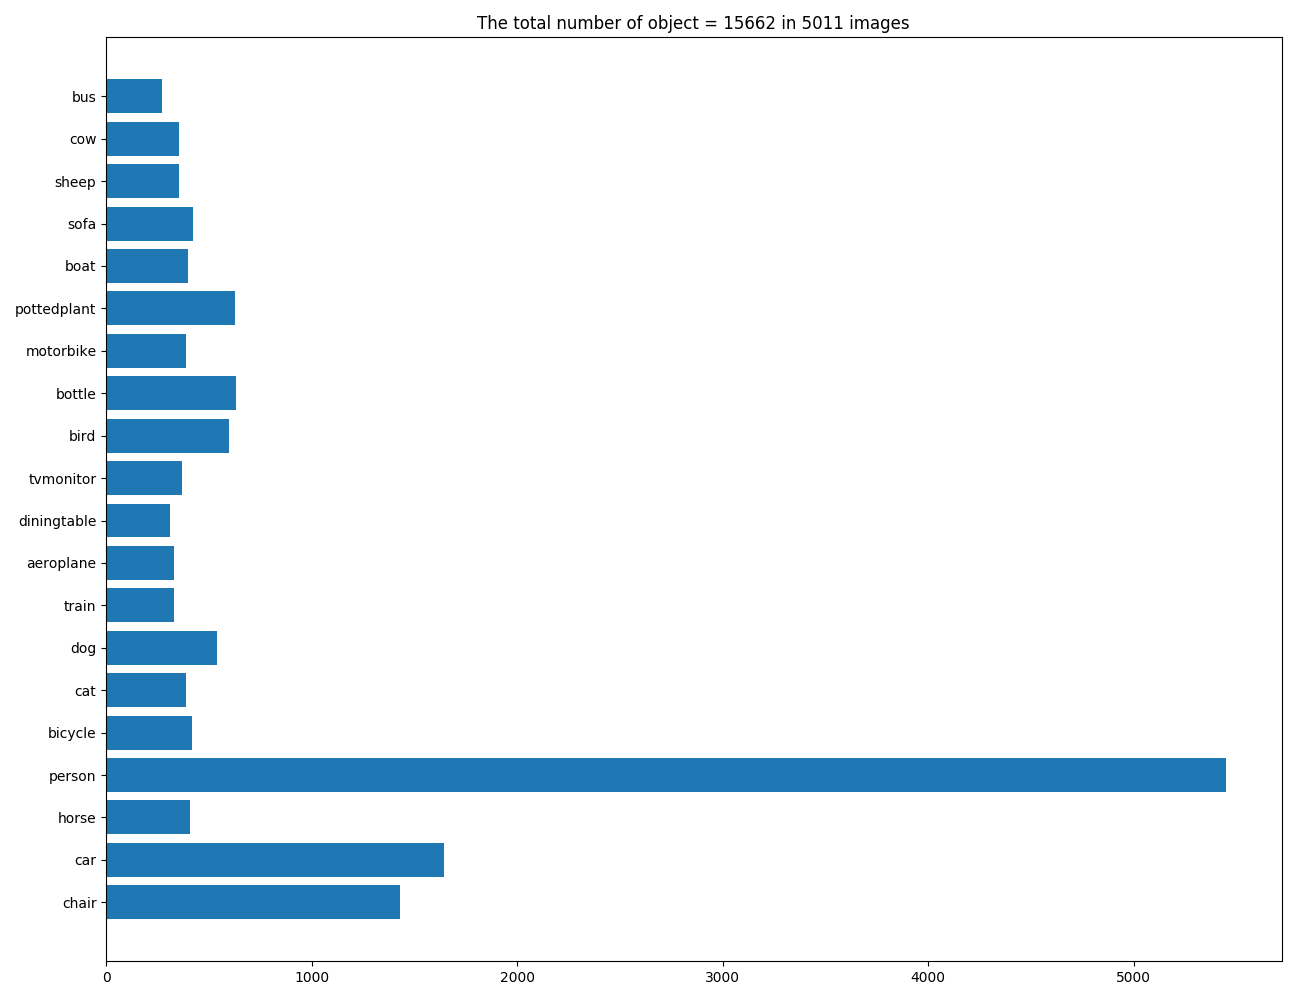 The total number of object = 15662 in 5011 images
bus
cow
sheep
sofa
boat
pottedplant
motorbike
bottle
bird
tvmonitor
diningtable
aeroplane
train
dog
cat
bicycle
person
horse
car
chair
0 1000 2000 3000 4000 5000